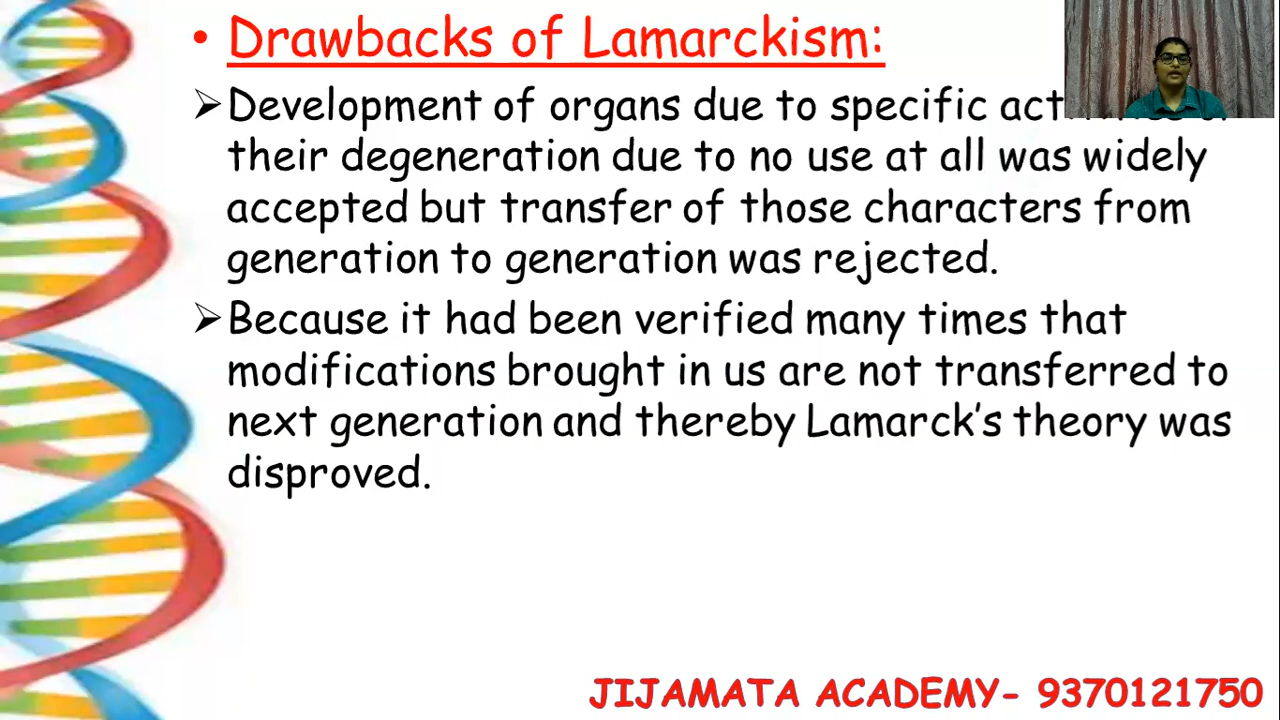 • Drawbacks of Lamarckism:
➢Development of organs due to specific
their degeneration due to no use at all was widely
accepted but transfer of those characters from
generation to generation was rejected.
➢Because it had been verified many times that
modifications brought in us are not transferred to
next generation and thereby Lamarck's theory was
disproved.
JIJAMATA ACADEMY- 9370121750